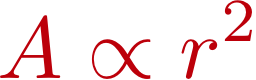 A ∝ r²